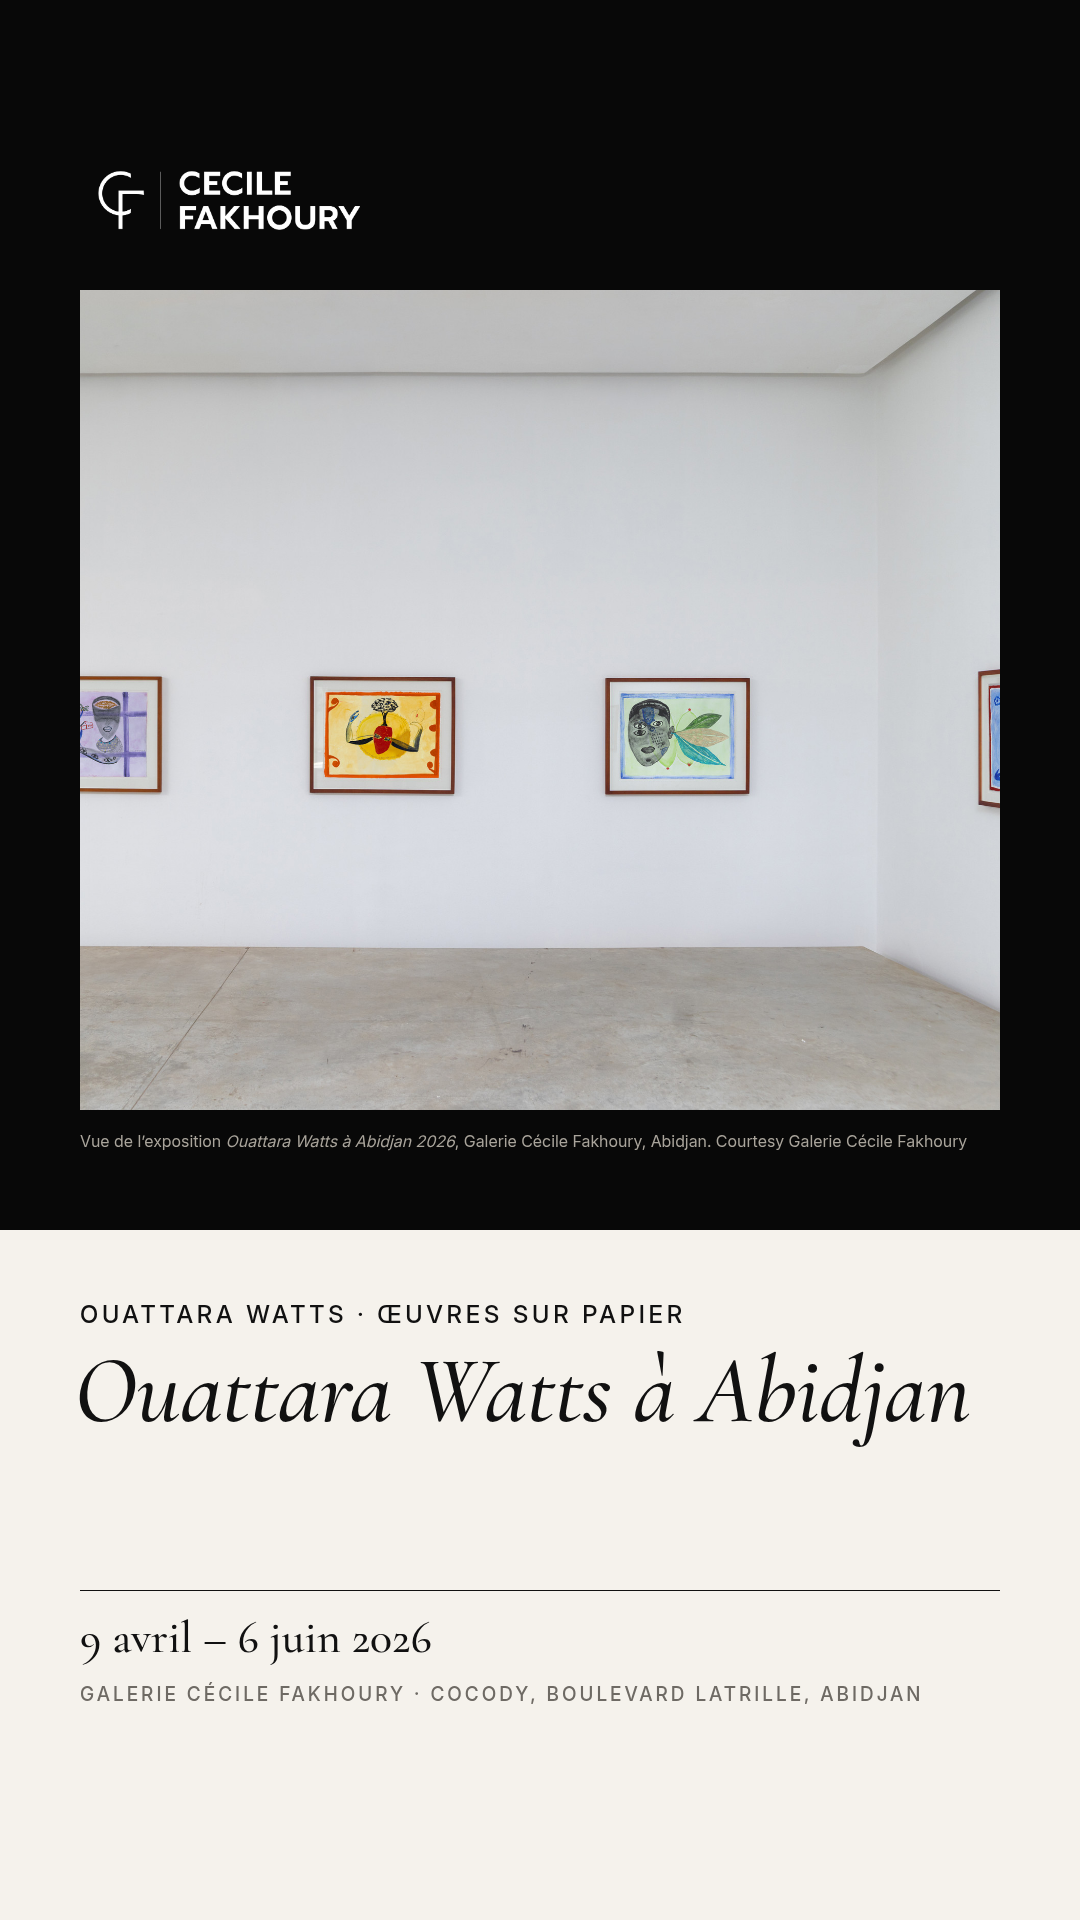 CECILE
FAKHOURY
Vue de l'exposition Ouattara Watts à Abidjan 2026, Galerie Cécile Fakhoury, Abidjan. Courtesy Galerie Cécile Fakhoury
OUATTARA WATTS · ŒUVRES SUR PAPIER
Ouattara Watts à Abidjan
9 avril – 6 juin 2026
GALERIE CÉCILE FAKHOURY · COCODY, BOULEVARD LATRILLE, ABIDJAN